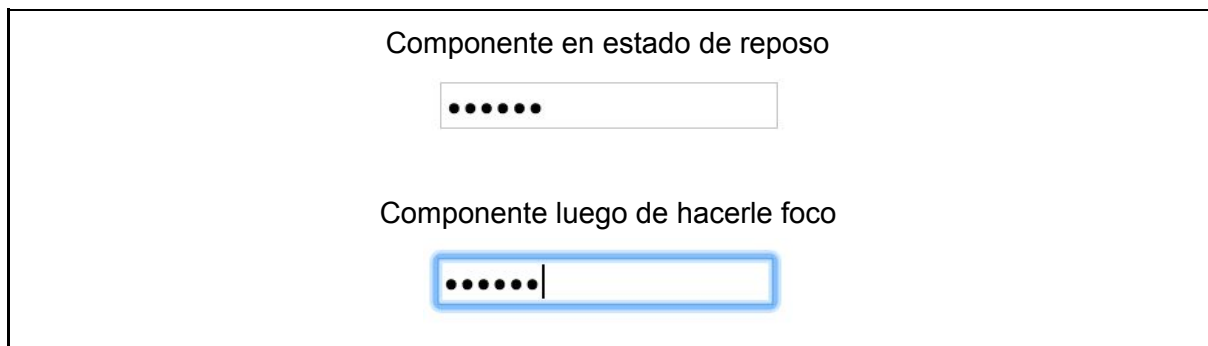 Componente en estado de reposo
••••••
Componente luego de hacerle foco
••••••